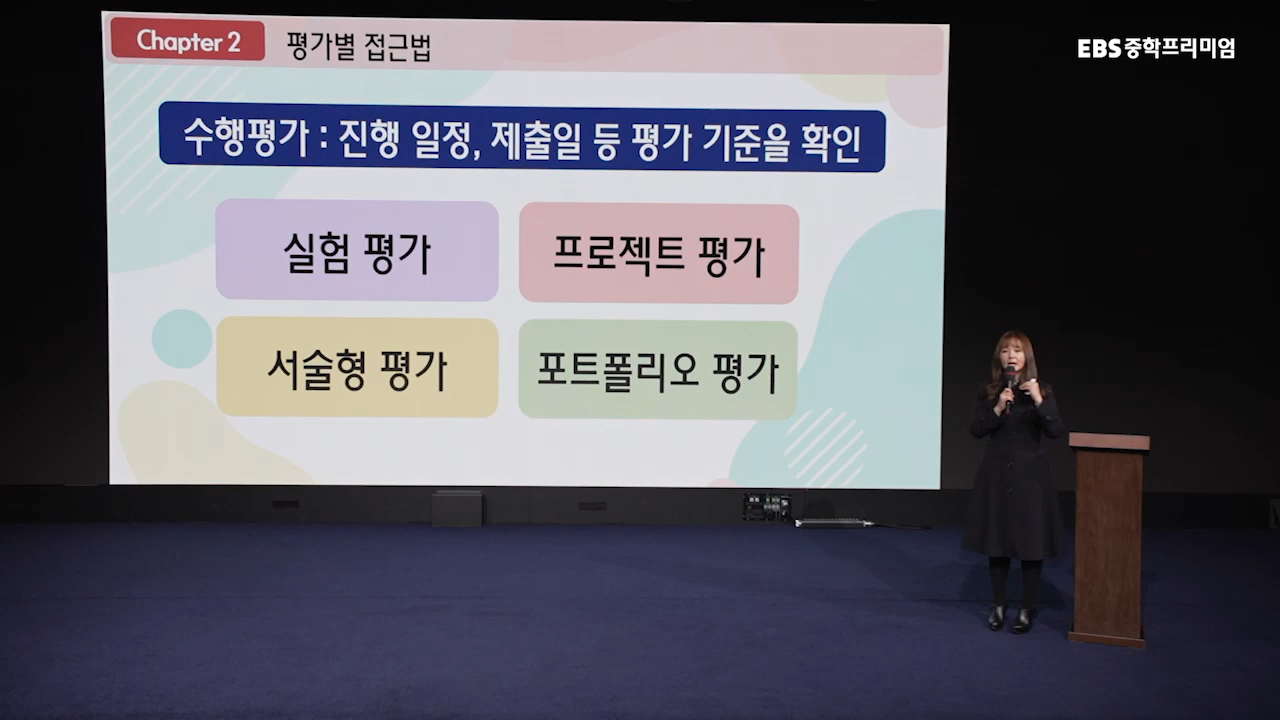 Chapter 2 평가별 접근법
EBS 중학프리미엄
수행평가 : 진행 일정, 제출일 등 평가 기준을 확인
실험 평가
프로젝트 평가
서술형 평가
포트폴리오 평가